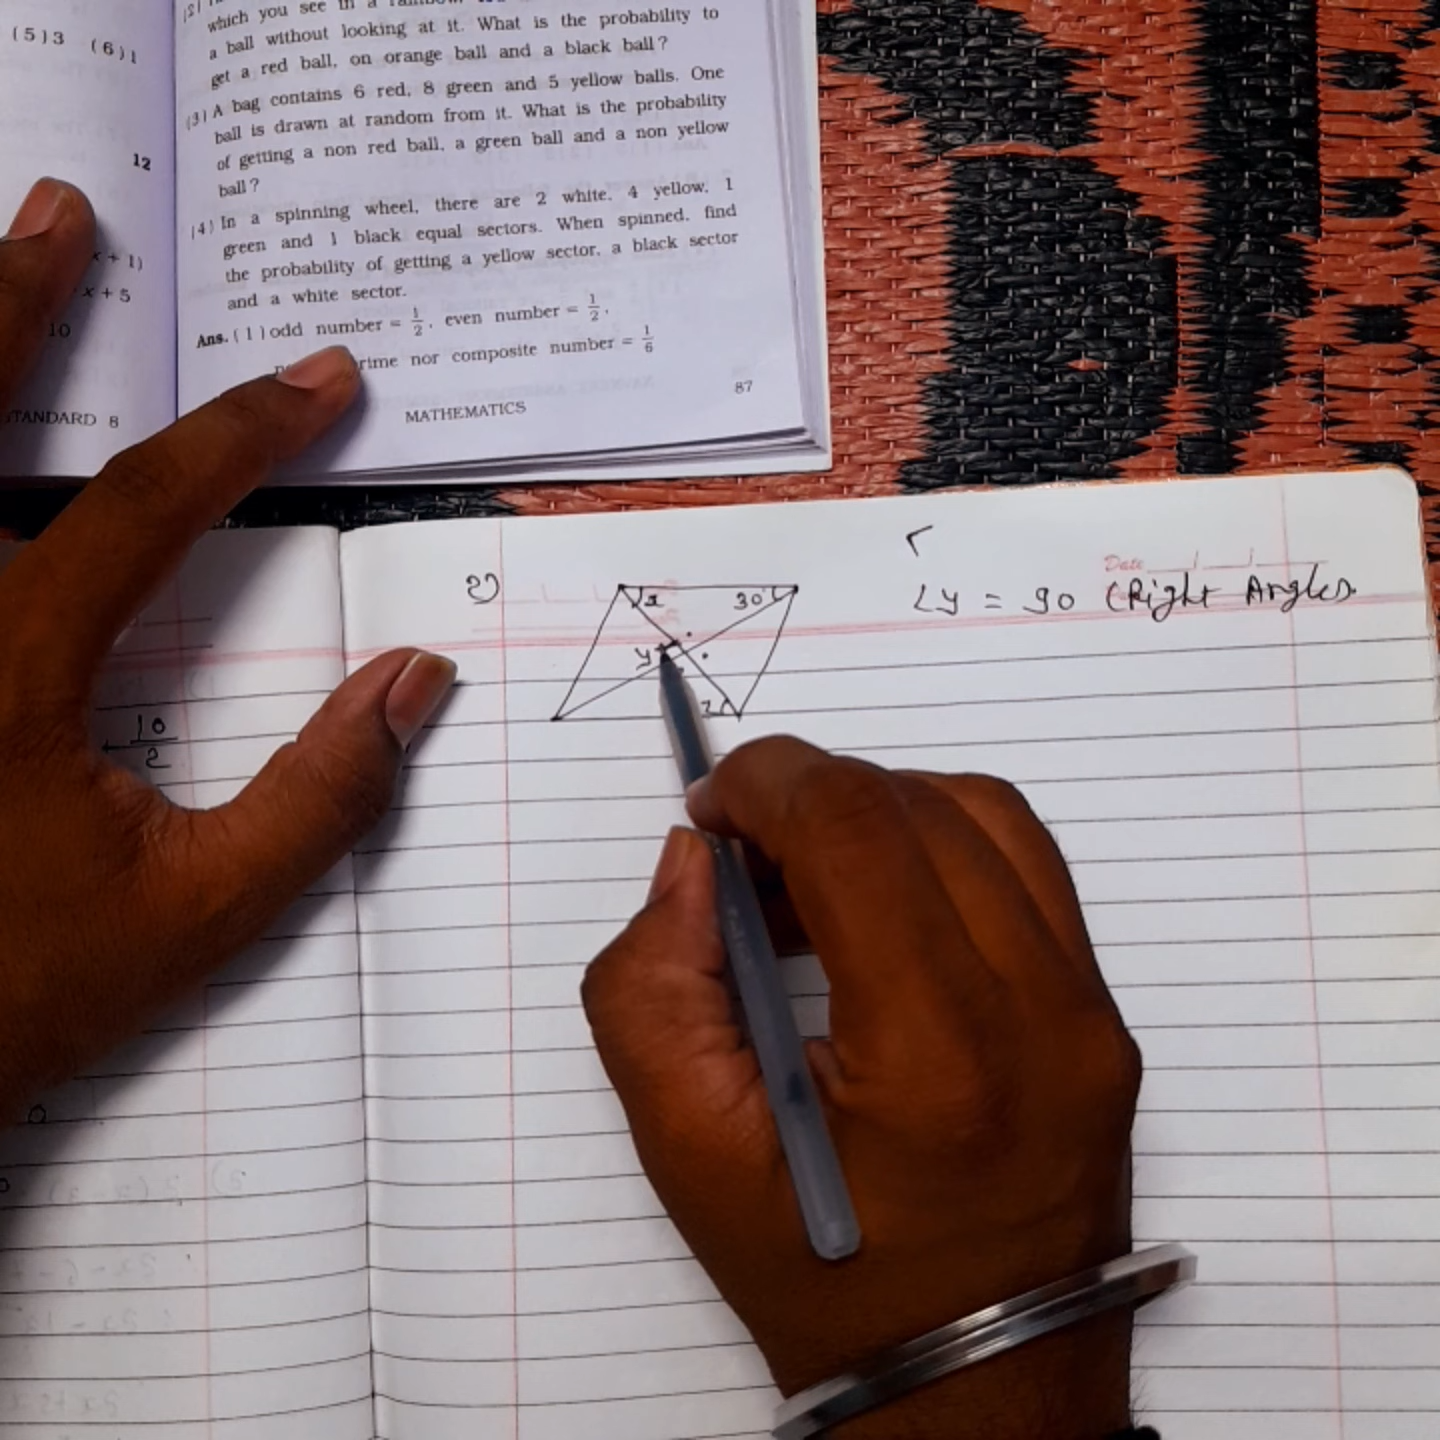 (5) 3 (6) 1
12
x + 1)
x + 5
10
STANDARD 8
which you see in a
a ball without looking at it. What is the probability to
get a red ball, on orange ball and a black ball?
(3) A bag contains 6 red, 8 green and 5 yellow balls. One
ball is drawn at random from it. What is the probability
of getting a non red ball, a green ball and a non yellow
ball?
(4) In a spinning wheel, there are 2 white, 4 yellow, 1
green and 1 black equal sectors. When spinned, find
the probability of getting a yellow sector, a black sector
and a white sector.
Ans. (1) odd number = 1/2, even number = 1/2,
rime nor composite number = 1/6
MATHEMATICS 87
10/2
0
2)
x 30°
y
z
Date
∠y = 90 (Right Angles)